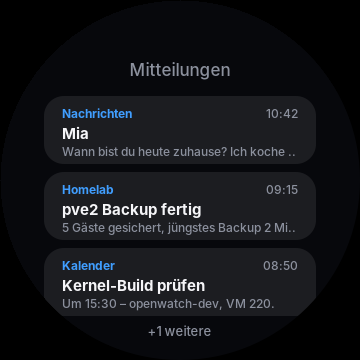 Mitteilungen
Nachrichten 10:42
Mia
Wann bist du heute zuhause? Ich koche ..
Homelab 09:15
pve2 Backup fertig
5 Gäste gesichert, jüngstes Backup 2 Mi..
Kalender 08:50
Kernel-Build prüfen
Um 15:30 – openwatch-dev, VM 220.
+1 weitere